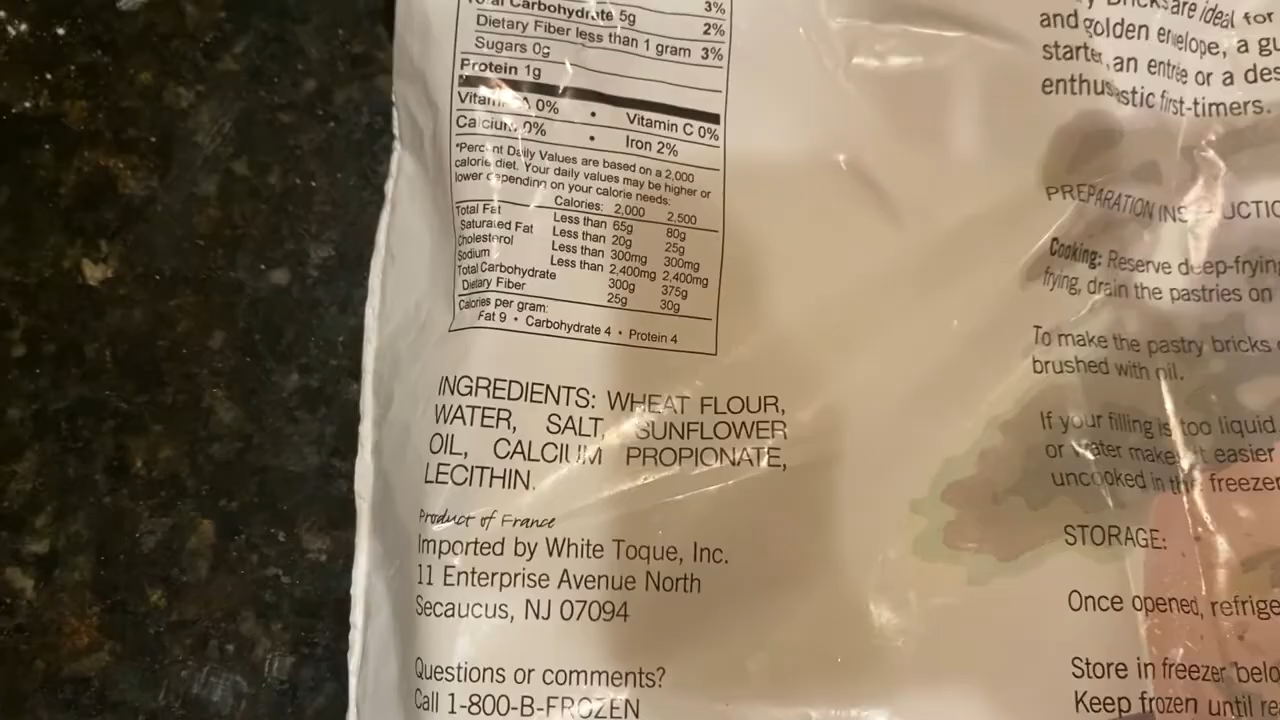 Carbohydrate 5g 2%
3%
Dietary Fiber less than 1 gram 3%
Sugars 0g
Protein 1g
0% • Vitamin C 0%
Calcium 0% • Iron 2%
*Percent Daily Values are based on a 2,000
calorie diet. Your daily values may be higher or
lower depending on your calorie needs:
Calories: 2,000 2,500
Total Fat Less than 65g 80g
Saturated Fat Less than 20g 25g
Cholesterol Less than 300mg 300mg
Sodium Less than 2,400mg 2,400mg
Total Carbohydrate 300g 375g
Dietary Fiber 25g 30g
Calories per gram:
Fat 9 • Carbohydrate 4 • Protein 4
INGREDIENTS: WHEAT FLOUR,
WATER, SALT, SUNFLOWER
OIL, CALCIUM PROPIONATE,
LECITHIN.
Product of France
Imported by White Toque, Inc.
11 Enterprise Avenue North
Secaucus, NJ 07094
Questions or comments?
Call 1-800-B-FROZEN
are ideal for
and golden envelope, a
starter, an entrée or a
enthusiastic first-timers.
PREPARATION
Cooking: Reserve
frying, drain the pastries on
To make the pastry bricks
brushed with oil.
If your filling is too liquid
or water makes it easier
uncooked in the freezer
STORAGE:
Once opened,
Store in freezer
Keep frozen until